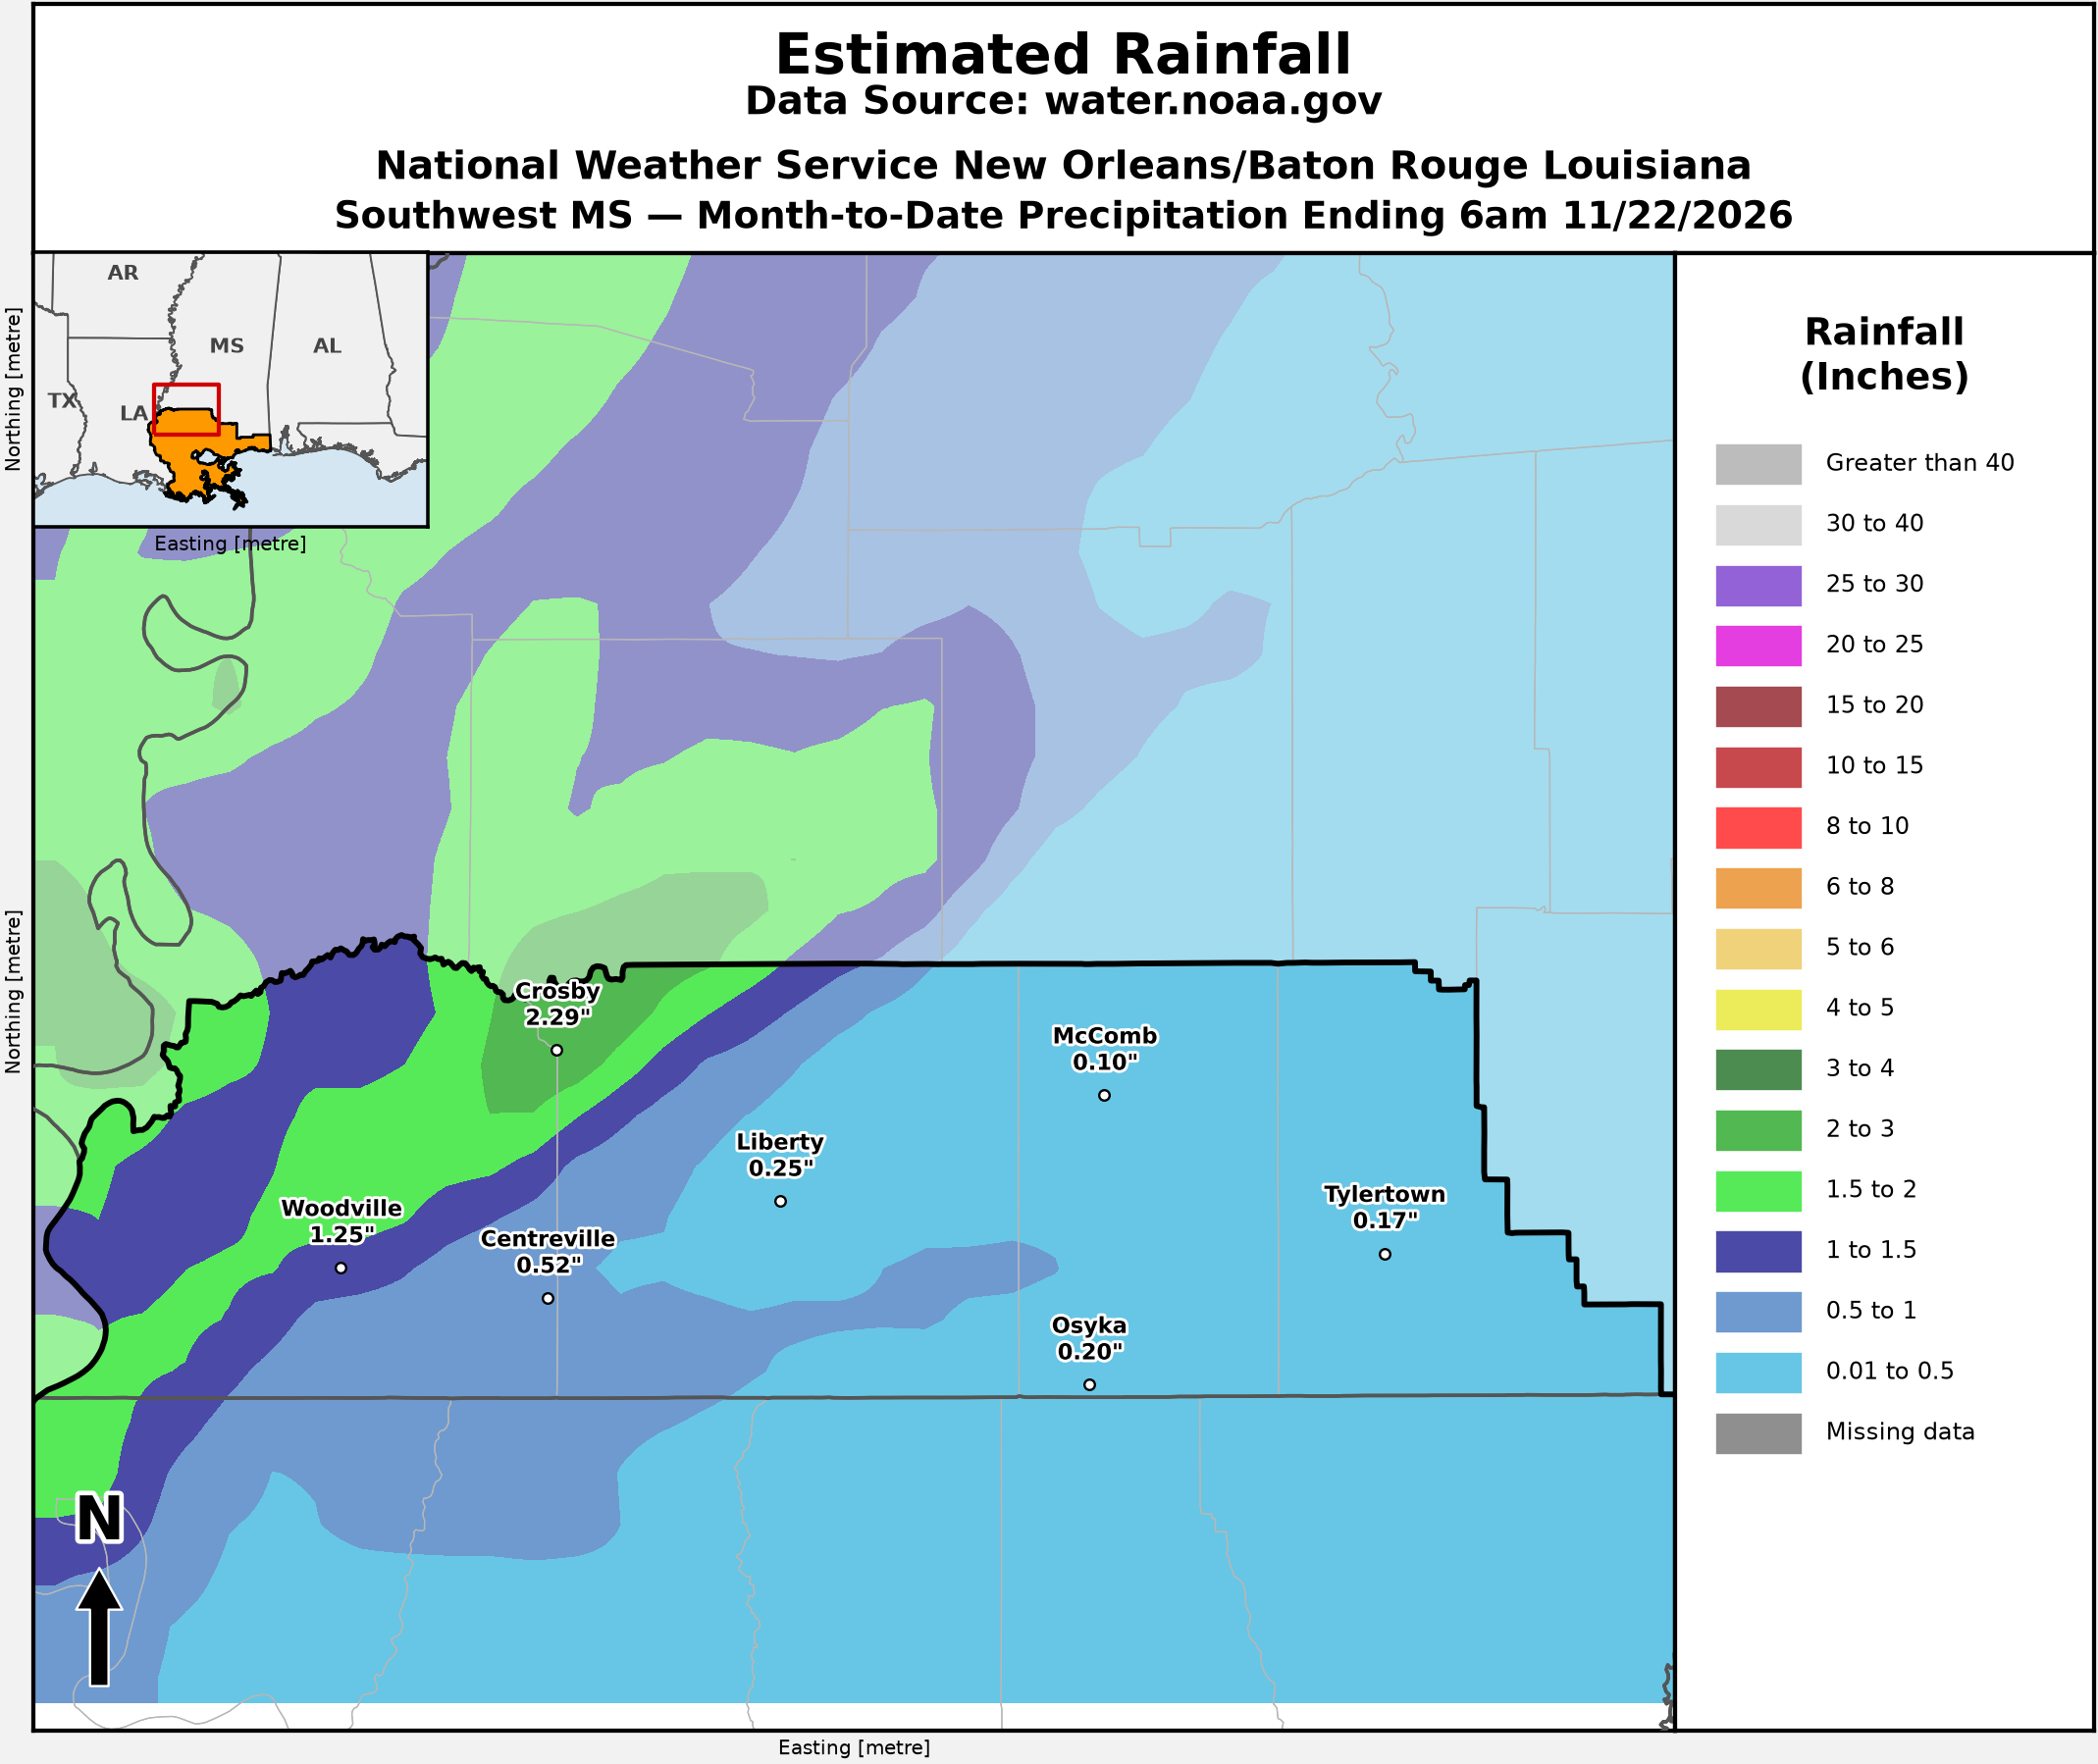 Estimated Rainfall
Data Source: water.noaa.gov
National Weather Service New Orleans/Baton Rouge Louisiana
Southwest MS — Month-to-Date Precipitation Ending 6am 11/22/2026
AR
MS
AL
TX
LA
Northing [metre]
Easting [metre]
Rainfall
(Inches)
Greater than 40
30 to 40
25 to 30
20 to 25
15 to 20
10 to 15
8 to 10
6 to 8
5 to 6
4 to 5
3 to 4
2 to 3
1.5 to 2
1 to 1.5
0.5 to 1
0.01 to 0.5
Missing data
Northing [metre]
Crosby
2.29"
McComb
0.10"
Liberty
0.25"
Tylertown
0.17"
Woodville
1.25"
Centreville
0.52"
Osyka
0.20"
N
Easting [metre]